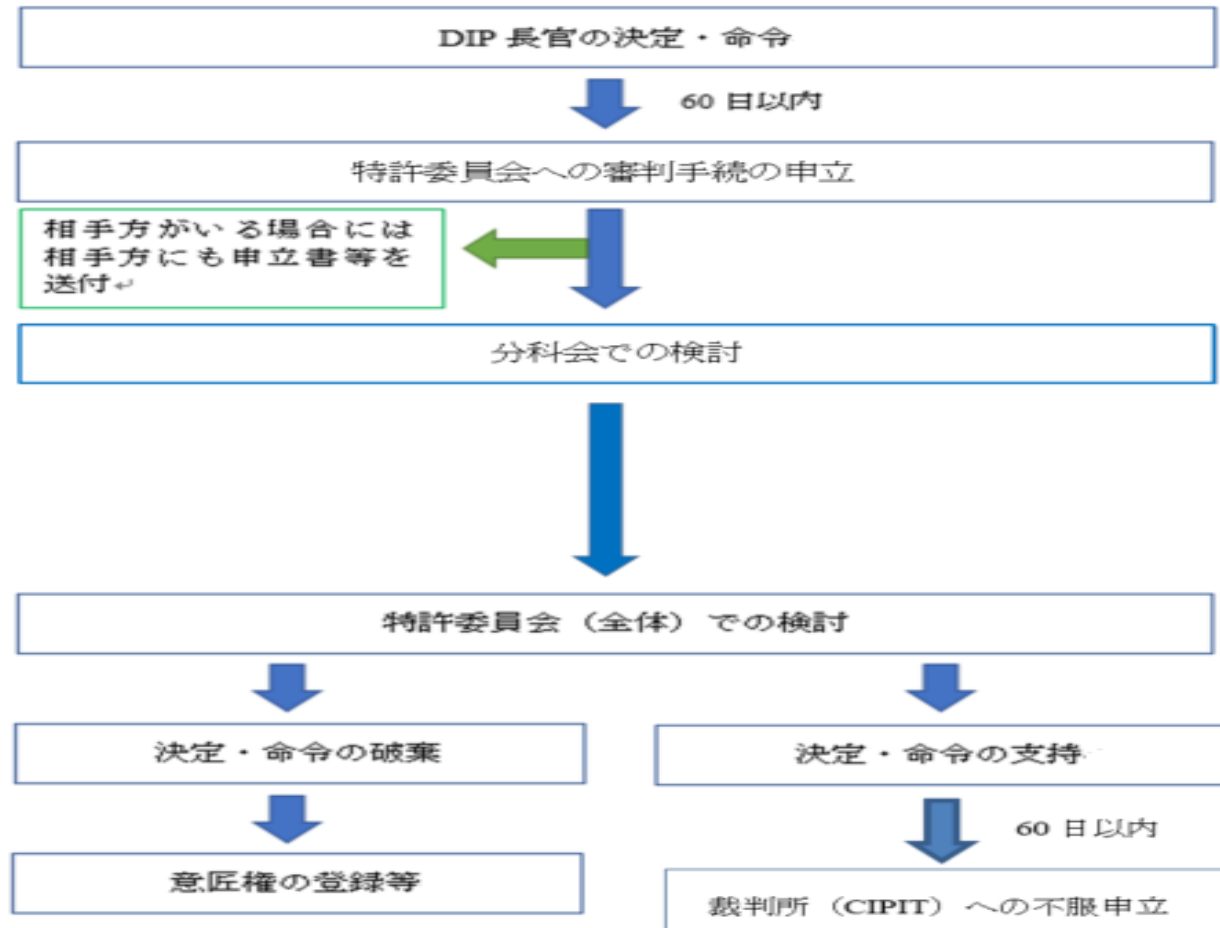 DIP 長官の決定・命令
60 日以内
特許委員会への審判手続の申立
相手方がいる場合には
相手方にも申立書等を
送付↵
分科会での検討
特許委員会（全体）での検討
決定・命令の破棄
決定・命令の支持
60 日以内
意匠権の登録等
裁判所（CIPIT）への不服申立